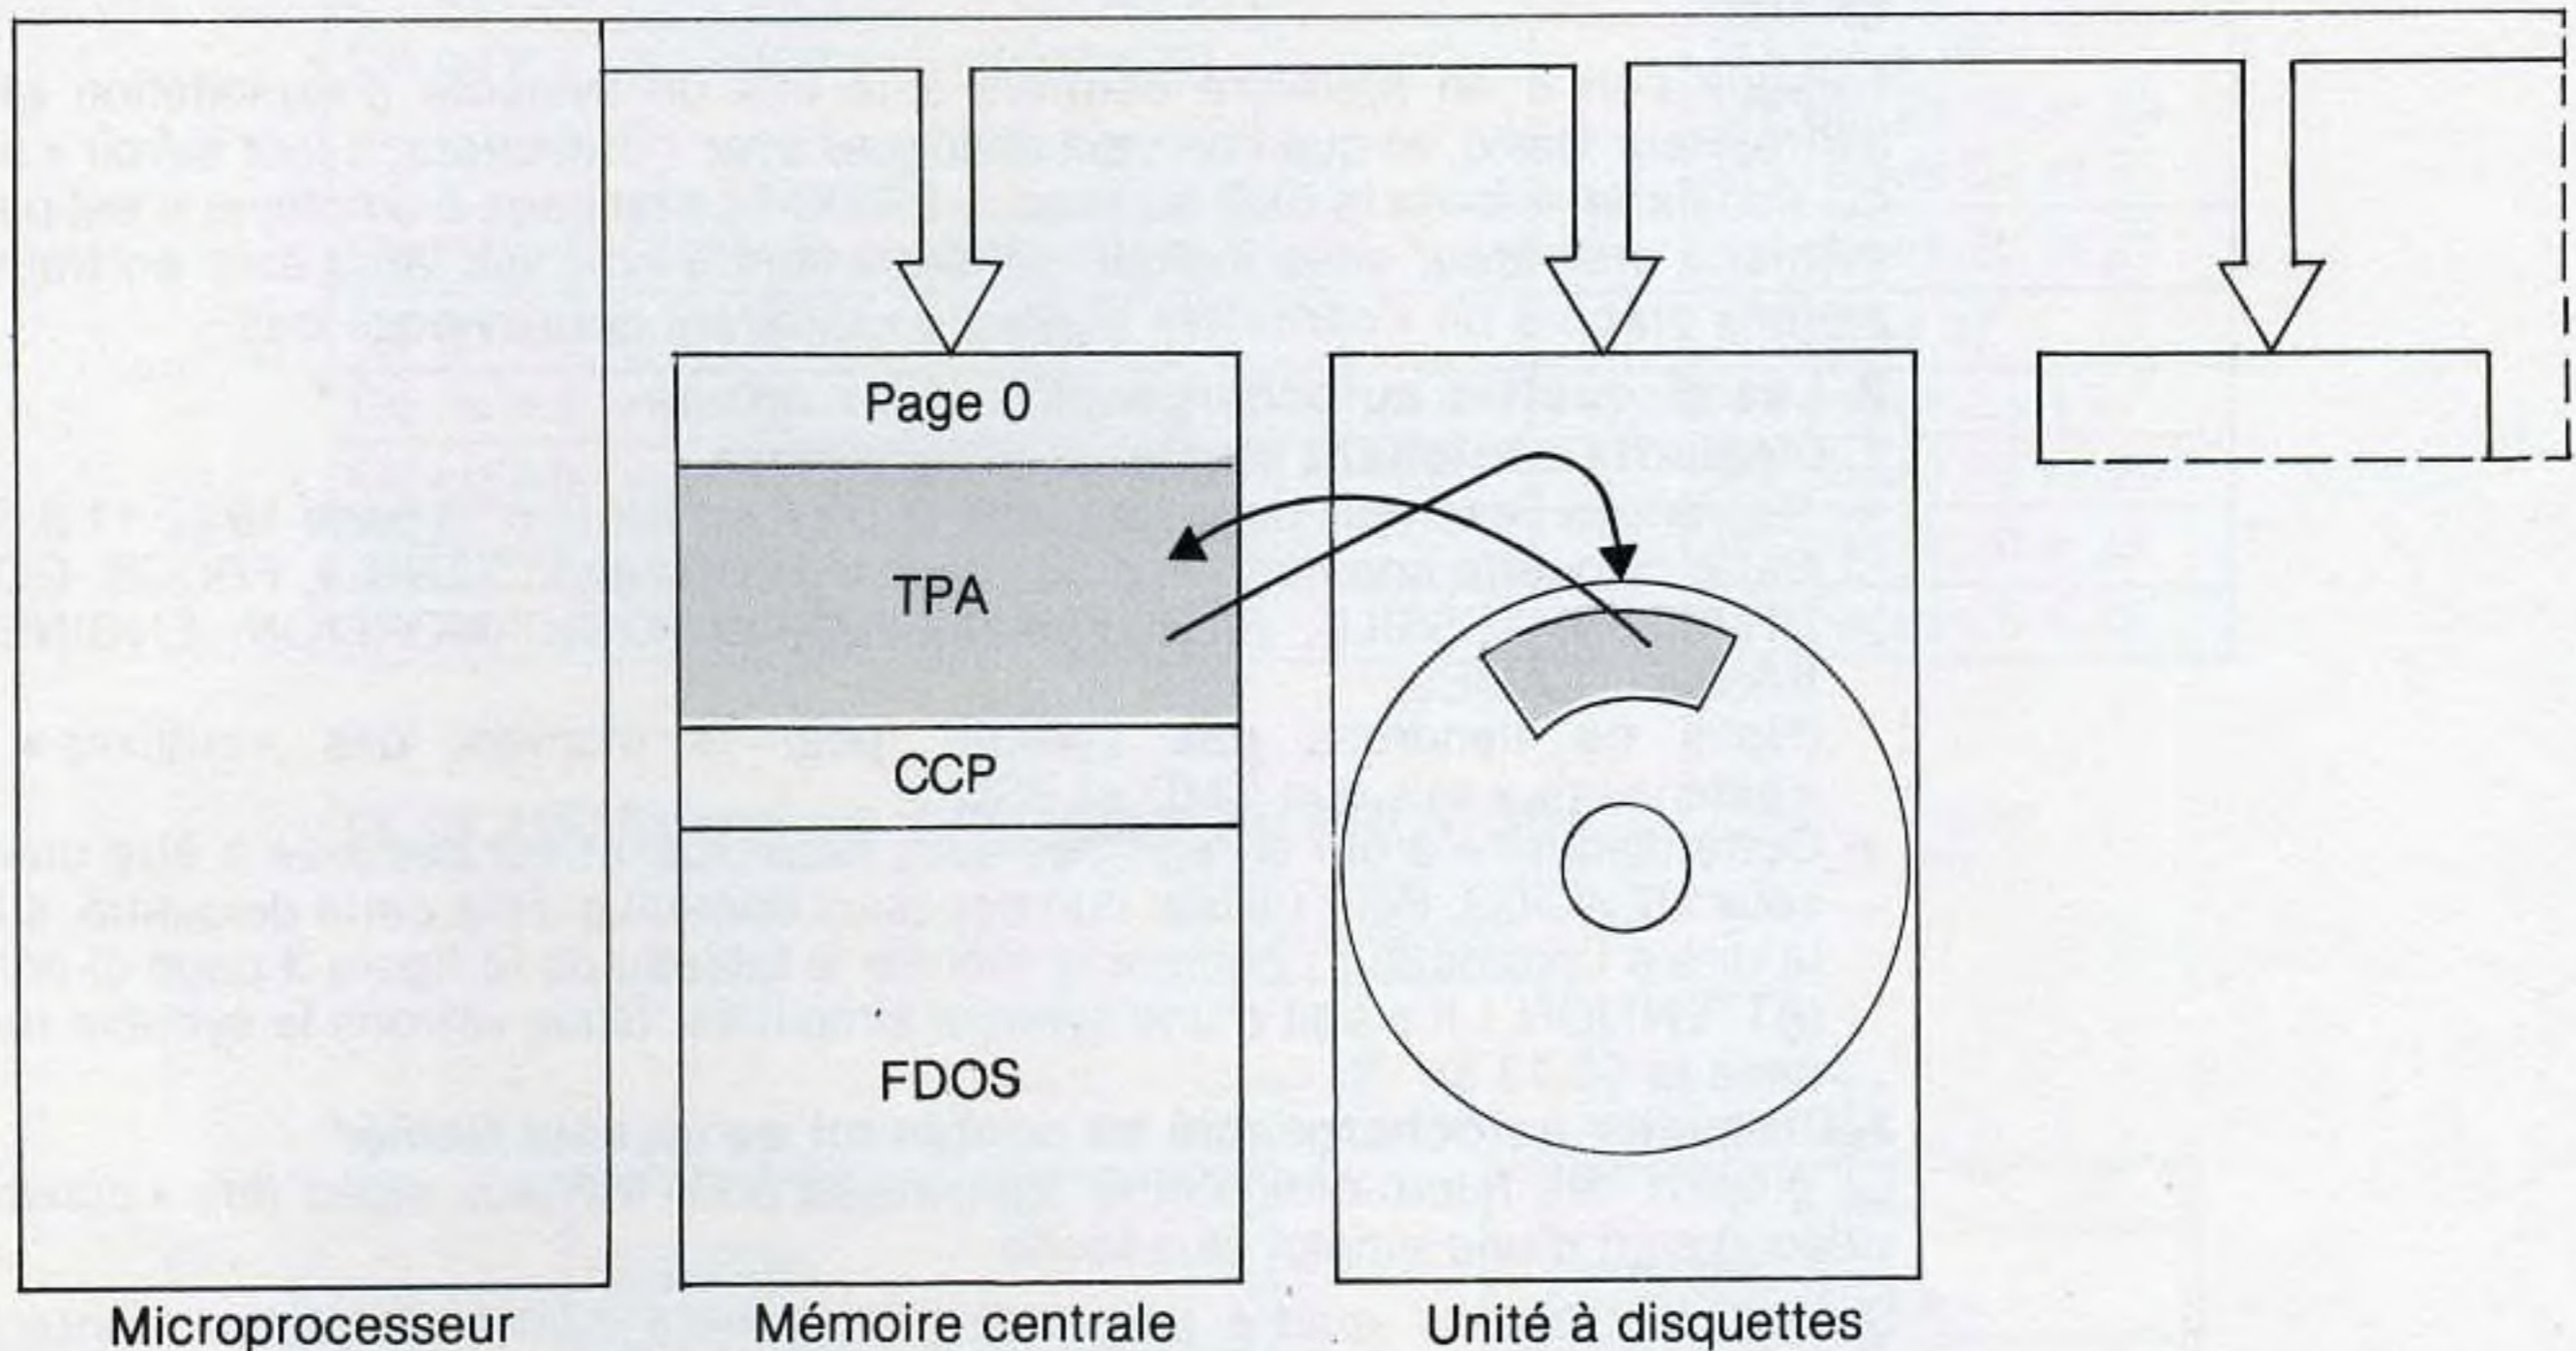 Page 0
TPA
CCP
FDOS
Microprocesseur
Mémoire centrale
Unité à disquettes